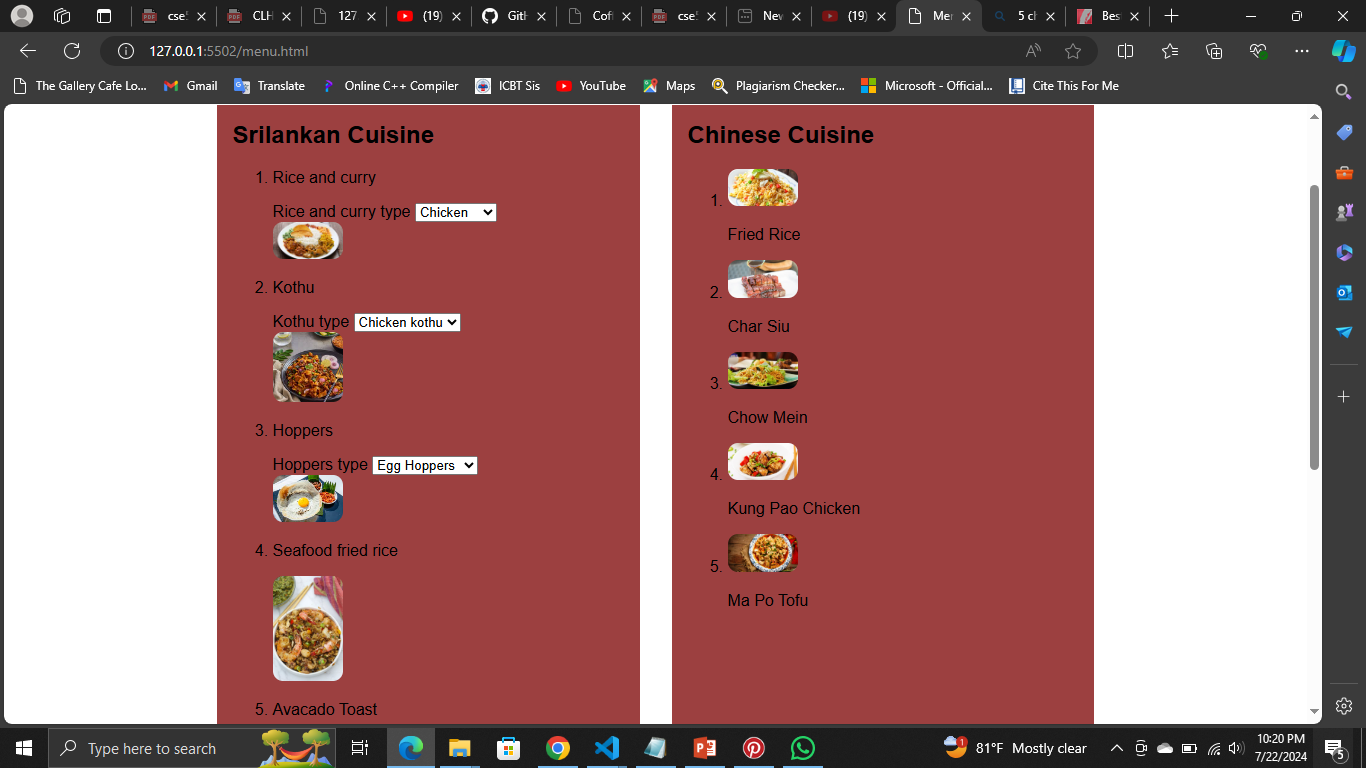 cse!
CLH
127
(19)
Gith
Cofi
cse!
New
(19)
Mer
5 cl
Bes
127.0.0.1:5502/menu.html
The Gallery Cafe Lo...
Gmail
Translate
Online C++ Compiler
ICBT Sis
YouTube
Maps
Plagiarism Checker...
Microsoft - Official...
Cite This For Me
Srilankan Cuisine
1. Rice and curry
Rice and curry type Chicken
2. Kothu
Kothu type Chicken kothu
3. Hoppers
Hoppers type Egg Hoppers
4. Seafood fried rice
5. Avacado Toast
Chinese Cuisine
1.
Fried Rice
2.
Char Siu
3.
Chow Mein
4.
Kung Pao Chicken
5.
Ma Po Tofu
Type here to search
1
81°F Mostly clear
10:20 PM
7/22/2024
5